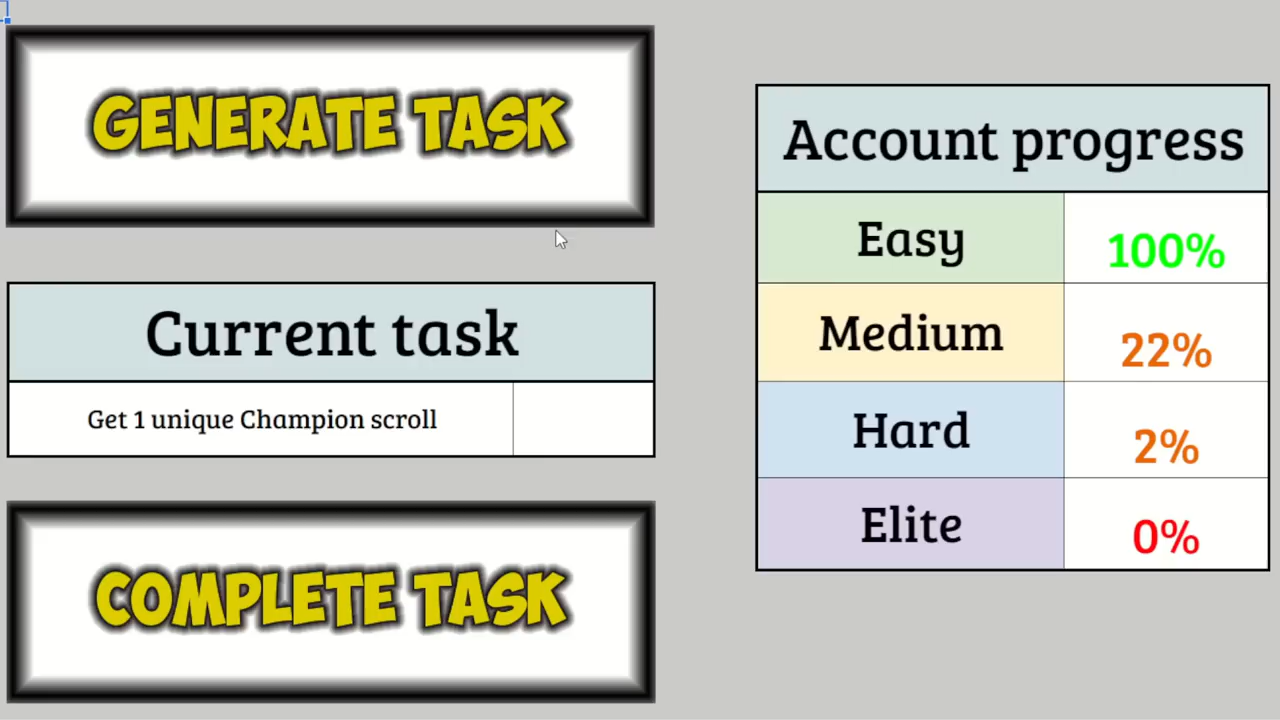 GENERATE TASK
Current task
Get 1 unique Champion scroll
COMPLETE TASK
Account progress
Easy 100%
Medium 22%
Hard 2%
Elite 0%